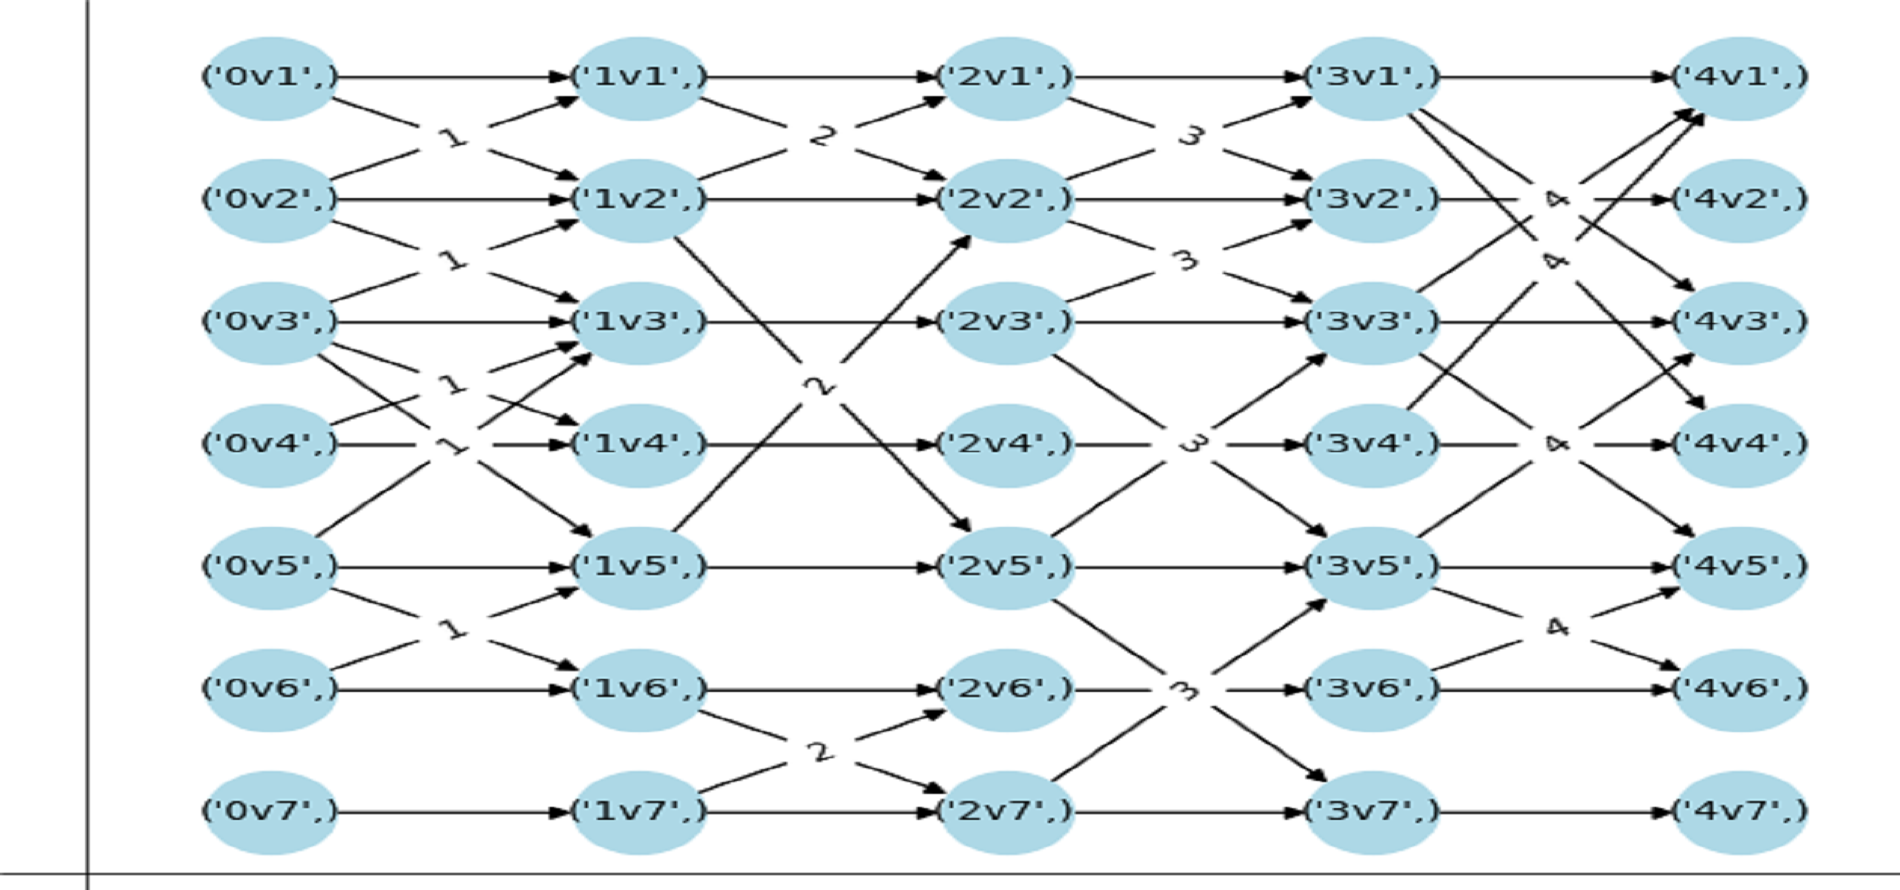 ('0v1',) ('1v1',) ('2v1',) ('3v1',) ('4v1',)
1 2 3
('0v2',) ('1v2',) ('2v2',) ('3v2',) 4 ('4v2',)
1 3 4
('0v3',) ('1v3',) ('2v3',) ('3v3',) ('4v3',)
1 2
('0v4',) 1 ('1v4',) ('2v4',) 3 ('3v4',) 4 ('4v4',)
('0v5',) ('1v5',) ('2v5',) ('3v5',) ('4v5',)
1 4
('0v6',) ('1v6',) ('2v6',) 3 ('3v6',) ('4v6',)
2
('0v7',) ('1v7',) ('2v7',) ('3v7',) ('4v7',)